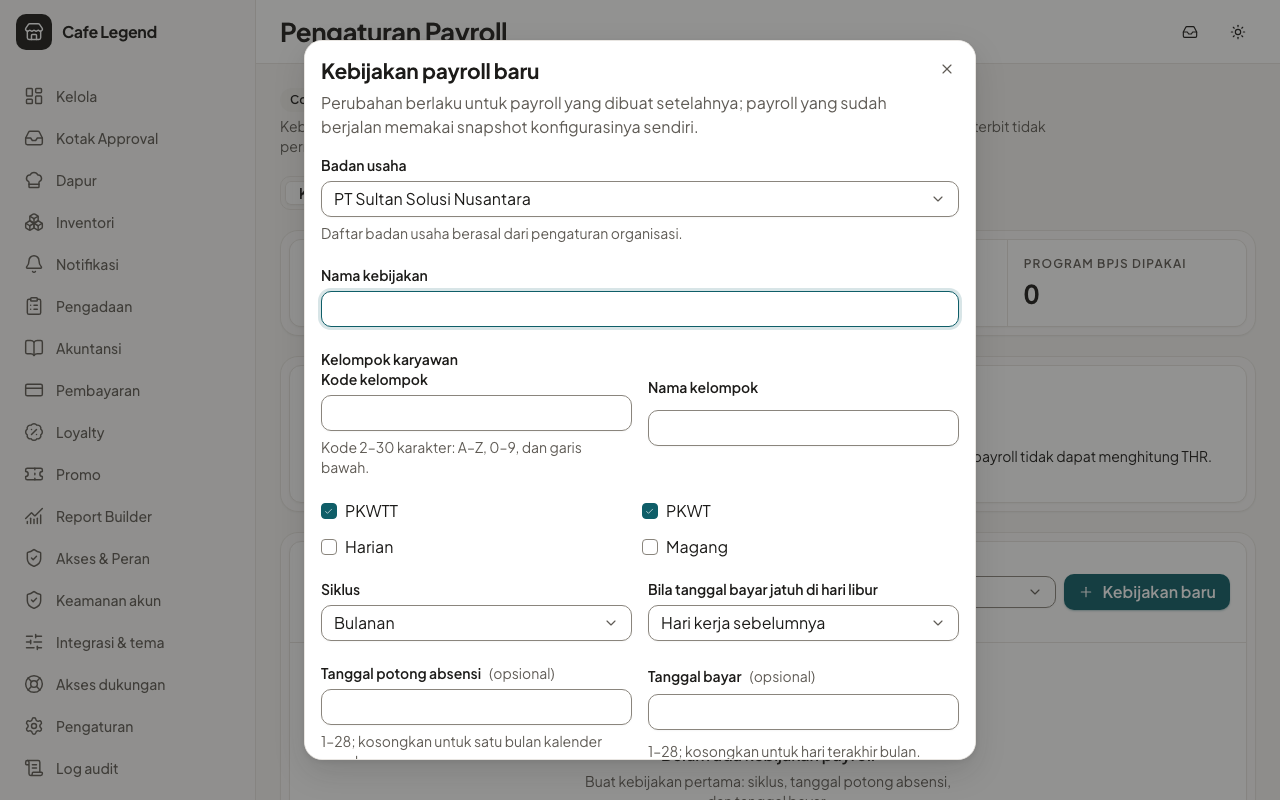 Cafe Legend
Kelola
Kotak Approval
Dapur
Inventori
Notifikasi
Pengadaan
Akuntansi
Pembayaran
Loyalty
Promo
Report Builder
Akses & Peran
Keamanan akun
Integrasi & tema
Akses dukungan
Pengaturan
Log audit
Pengaturan Payroll
terbit tidak
PROGRAM BPJS DIPAKAI
0
payroll tidak dapat menghitung THR.
Kebijakan baru
Kebijakan payroll baru
Perubahan berlaku untuk payroll yang dibuat setelahnya; payroll yang sudah
berjalan memakai snapshot konfigurasinya sendiri.
Badan usaha
PT Sultan Solusi Nusantara
Daftar badan usaha berasal dari pengaturan organisasi.
Nama kebijakan
Kelompok karyawan
Kode kelompok
Nama kelompok
Kode 2–30 karakter: A–Z, 0–9, dan garis
bawah.
PKWTT
PKWT
Harian
Magang
Siklus
Bila tanggal bayar jatuh di hari libur
Bulanan
Hari kerja sebelumnya
Tanggal potong absensi (opsional)
Tanggal bayar (opsional)
1–28; kosongkan untuk satu bulan kalender
1–28; kosongkan untuk hari terakhir bulan.
Buat kebijakan pertama: siklus, tanggal potong absensi,